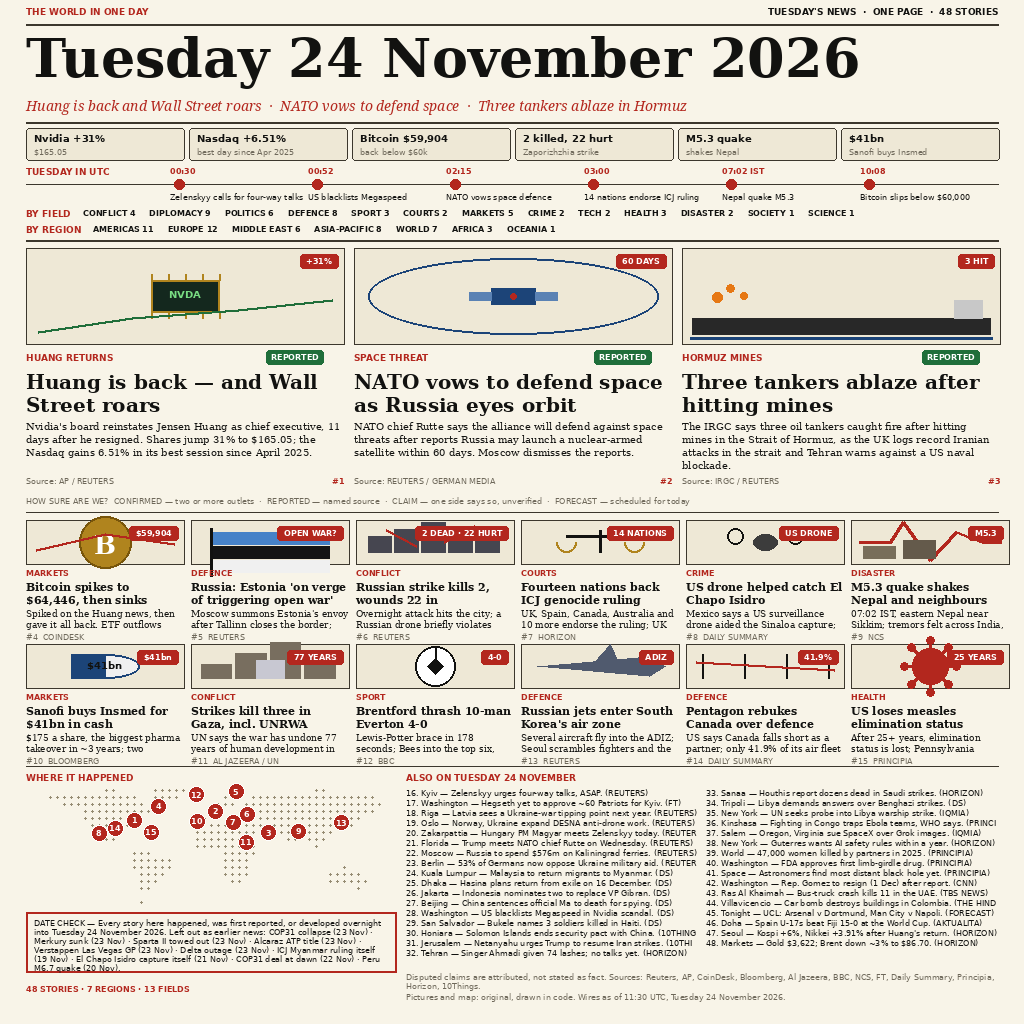 THE WORLD IN ONE DAY
TUESDAY'S NEWS · ONE PAGE · 48 STORIES
Tuesday 24 November 2026
Huang is back and Wall Street roars · NATO vows to defend space · Three tankers ablaze in Hormuz
Nvidia +31%
$165.05
Nasdaq +6.51%
best day since Apr 2025
Bitcoin $59,904
back below $60k
2 killed, 22 hurt
Zaporizhzhia strike
M5.3 quake
shakes Nepal
$41bn
Sanofi buys Insmed
TUESDAY IN UTC
00:30
00:52
02:15
03:00
07:02 IST
10:08
Zelenskyy calls for four-way talks
US blacklists Megaspeed
NATO vows space defence
14 nations endorse ICJ ruling
Nepal quake M5.3
Bitcoin slips below $60,000
BY FIELD CONFLICT 4 DIPLOMACY 9 POLITICS 6 DEFENCE 8 SPORT 3 COURTS 2 MARKETS 5 CRIME 2 TECH 2 HEALTH 3 DISASTER 2 SOCIETY 1 SCIENCE 1
BY REGION AMERICAS 11 EUROPE 12 MIDDLE EAST 6 ASIA-PACIFIC 8 WORLD 7 AFRICA 3 OCEANIA 1
+31%
NVDA
HUANG RETURNS
REPORTED
Huang is back — and Wall
Street roars
Nvidia's board reinstates Jensen Huang as chief executive, 11
days after he resigned. Shares jump 31% to $165.05; the
Nasdaq gains 6.51% in its best session since April 2025.
Source: AP / REUTERS
#1
60 DAYS
SPACE THREAT
REPORTED
NATO vows to defend space
as Russia eyes orbit
NATO chief Rutte says the alliance will defend against space
threats after reports Russia may launch a nuclear-armed
satellite within 60 days. Moscow dismisses the reports.
Source: REUTERS / GERMAN MEDIA
#2
3 HIT
HORMUZ MINES
REPORTED
Three tankers ablaze after
hitting mines
The IRGC says three oil tankers caught fire after hitting
mines in the Strait of Hormuz, as the UK logs record Iranian
attacks in the strait and Tehran warns against a US naval
blockade.
Source: IRGC / REUTERS
#3
HOW SURE ARE WE? CONFIRMED — two or more outlets · REPORTED — named source · CLAIM — one side says so, unverified · FORECAST — scheduled for today
B
$59,904
MARKETS
Bitcoin spikes to
$64,446, then sinks
Spiked on the Huang news, then
gave it all back. ETF outflows
#4 COINDESK
OPEN WAR?
DEFENCE
Russia: Estonia 'on verge
of triggering open war'
Moscow summons Estonia's envoy
after Tallinn closes the border;
#5 REUTERS
2 DEAD · 22 HURT
CONFLICT
Russian strike kills 2,
wounds 22 in
Overnight attack hits the city; a
Russian drone briefly violates
#6 REUTERS
14 NATIONS
COURTS
Fourteen nations back
ICJ genocide ruling
UK, Spain, Canada, Australia and
10 more endorse the ruling; UK
#7 HORIZON
US DRONE
CRIME
US drone helped catch El
Chapo Isidro
Mexico says a US surveillance
drone aided the Sinaloa capture;
#8 DAILY SUMMARY
M5.3
DISASTER
M5.3 quake shakes
Nepal and neighbours
07:02 IST eastern Nepal near
Sikkim; tremors felt across India,
#9 NCS
$41bn
$41bn
MARKETS
Sanofi buys Insmed for
$41bn in cash
$175 a share, the biggest pharma
takeover in ~3 years; two
#10 BLOOMBERG
77 YEARS
CONFLICT
Strikes kill three in
Gaza, incl. UNRWA
UN says the war has undone 77
years of human development in
#11 AL JAZEERA / UN
4-0
SPORT
Brentford thrash 10-man
Everton 4-0
Lewis-Potter brace in 178
seconds; Bees into the top six,
#12 BBC
ADIZ
DEFENCE
Russian jets enter South
Korea's air zone
Several aircraft fly into the ADIZ;
Seoul scrambles fighters and the
#13 REUTERS
41.9%
DEFENCE
Pentagon rebukes
Canada over defence
US says Canada falls short as a
partner; only 41.9% of its air fleet
#14 DAILY SUMMARY
25 YEARS
HEALTH
US loses measles
elimination status
After 25+ years, elimination
status is lost; Pennsylvania
#15 PRINCIPIA
WHERE IT HAPPENED
12
5
4
2
6
1
14
8
15
10
7
3
9
13
11
DATE CHECK — Every story here happened, was first reported, or developed overnight
into Tuesday 24 November 2026. Left out as earlier news: COP31 collapse (23 Nov) ·
Merkury sunk (23 Nov) · Sparta II towed out (23 Nov) · Alcaraz ATP title (23 Nov) ·
Verstappen Las Vegas GP (23 Nov) · Delta outage (23 Nov) · ICJ Myanmar ruling itself
(19 Nov) · El Chapo Isidro capture itself (21 Nov) · COP31 deal at dawn (22 Nov) · Peru
M6.7 quake (20 Nov).
48 STORIES · 7 REGIONS · 13 FIELDS
ALSO ON TUESDAY 24 NOVEMBER
16. Kyiv — Zelenskyy urges four-way talks, ASAP. (REUTERS)
17. Washington — Hegseth yet to approve ~60 Patriots for Kyiv. (FT)
18. Riga — Latvia sees a Ukraine-war tipping point next year. (REUTERS)
19. Oslo — Norway, Ukraine expand DESNA anti-drone work. (REUTERS)
20. Zakarpattia — Hungary PM Magyar meets Zelenskyy today. (REUTER
21. Florida — Trump meets NATO chief Rutte on Wednesday. (REUTERS)
22. Moscow — Russia to spend $576m on Kaliningrad ferries. (REUTERS)
23. Berlin — 53% of Germans now oppose Ukraine military aid. (REUTER
24. Kuala Lumpur — Malaysia to return migrants to Myanmar. (DS)
25. Dhaka — Hasina plans return from exile on 16 December. (DS)
26. Jakarta — Indonesia nominates two to replace VP Gibran. (DS)
27. Beijing — China sentences official Ma to death for spying. (DS)
28. Washington — US blacklists Megaspeed in Nvidia scandal. (DS)
29. San Salvador — Bukele names 3 soldiers killed in Haiti. (DS)
30. Honiara — Solomon Islands ends security pact with China. (10THING
31. Jerusalem — Netanyahu urges Trump to resume Iran strikes. (10THI
32. Tehran — Singer Ahmadi given 74 lashes; no talks yet. (HORIZON)
33. Sanaa — Houthis report dozens dead in Saudi strikes. (HORIZON)
34. Tripoli — Libya demands answers over Benghazi strikes. (DS)
35. New York — UN seeks probe into Libya warship strike. (IQMIA)
36. Kinshasa — Fighting in Congo traps Ebola teams, WHO says. (PRINCI
37. Salem — Oregon, Virginia sue SpaceX over Grok images. (IQMIA)
38. New York — Guterres wants AI safety rules within a year. (HORIZON)
39. World — 47,000 women killed by partners in 2025. (PRINCIPIA)
40. Washington — FDA approves first limb-girdle drug. (PRINCIPIA)
41. Space — Astronomers find most distant black hole yet. (PRINCIPIA)
42. Washington — Rep. Gomez to resign (1 Dec) after report. (CNN)
43. Ras Al Khaimah — Bus-truck crash kills 11 in the UAE. (TBS NEWS)
44. Villavicencio — Car bomb destroys buildings in Colombia. (THE HIND
45. Tonight — UCL: Arsenal v Dortmund, Man City v Napoli. (FORECAST)
46. Doha — Spain U-17s beat Fiji 15-0 at the World Cup. (AKTUALITA)
47. Seoul — Kospi +6%, Nikkei +3.91% after Huang's return. (HORIZON)
48. Markets — Gold $3,622; Brent down ~3% to $86.70. (HORIZON)
Disputed claims are attributed, not stated as fact. Sources: Reuters, AP, CoinDesk, Bloomberg, Al Jazeera, BBC, NCS, FT, Daily Summary, Principia,
Horizon, 10Things.
Pictures and map: original, drawn in code. Wires as of 11:30 UTC, Tuesday 24 November 2026.